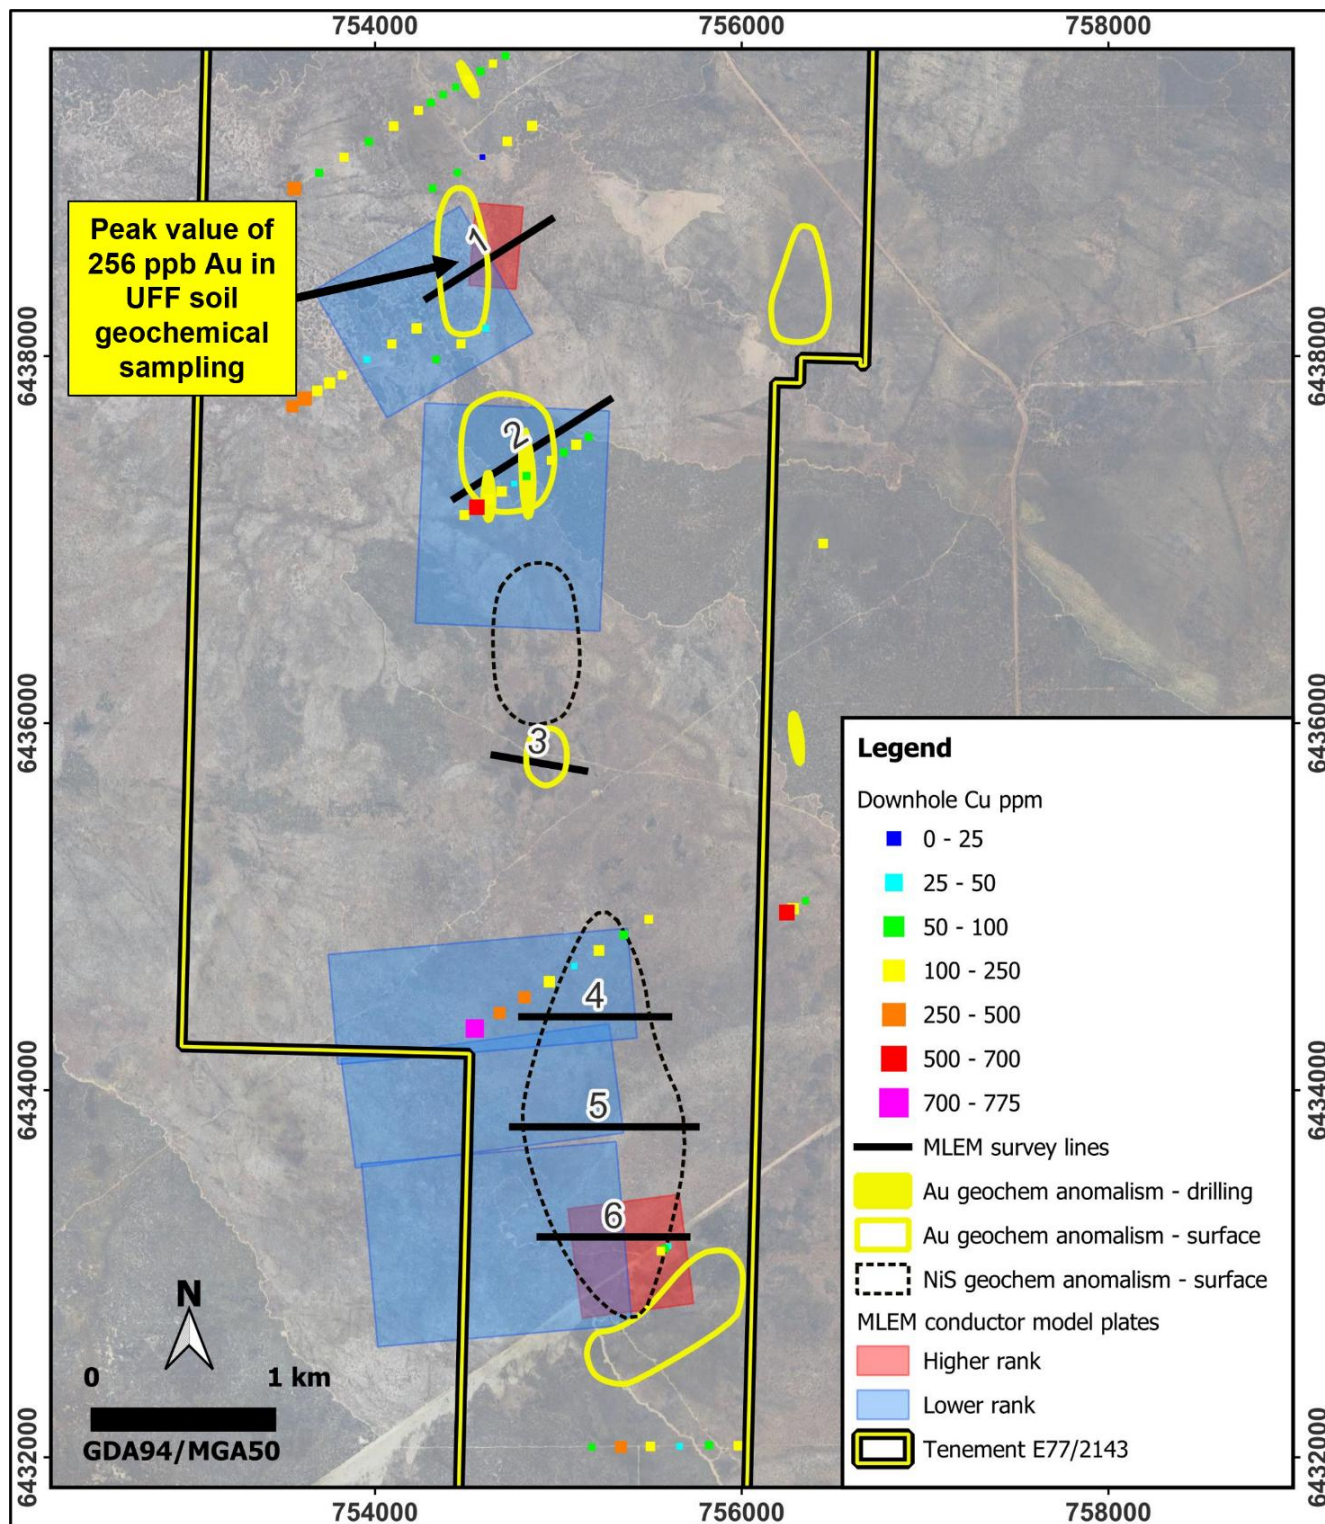 754000
756000
758000
6438000
6438000
6436000
6436000
6434000
6434000
6432000
6432000
Peak value of
256 ppb Au in
UFF soil
geochemical
sampling
1
2
3
4
5
6
Legend
Downhole Cu ppm
0 - 25
25 - 50
50 - 100
100 - 250
250 - 500
500 - 700
700 - 775
MLEM survey lines
Au geochem anomalism - drilling
Au geochem anomalism - surface
NiS geochem anomalism - surface
MLEM conductor model plates
Higher rank
Lower rank
Tenement E77/2143
N
0 1 km
GDA94/MGA50
754000
756000
758000